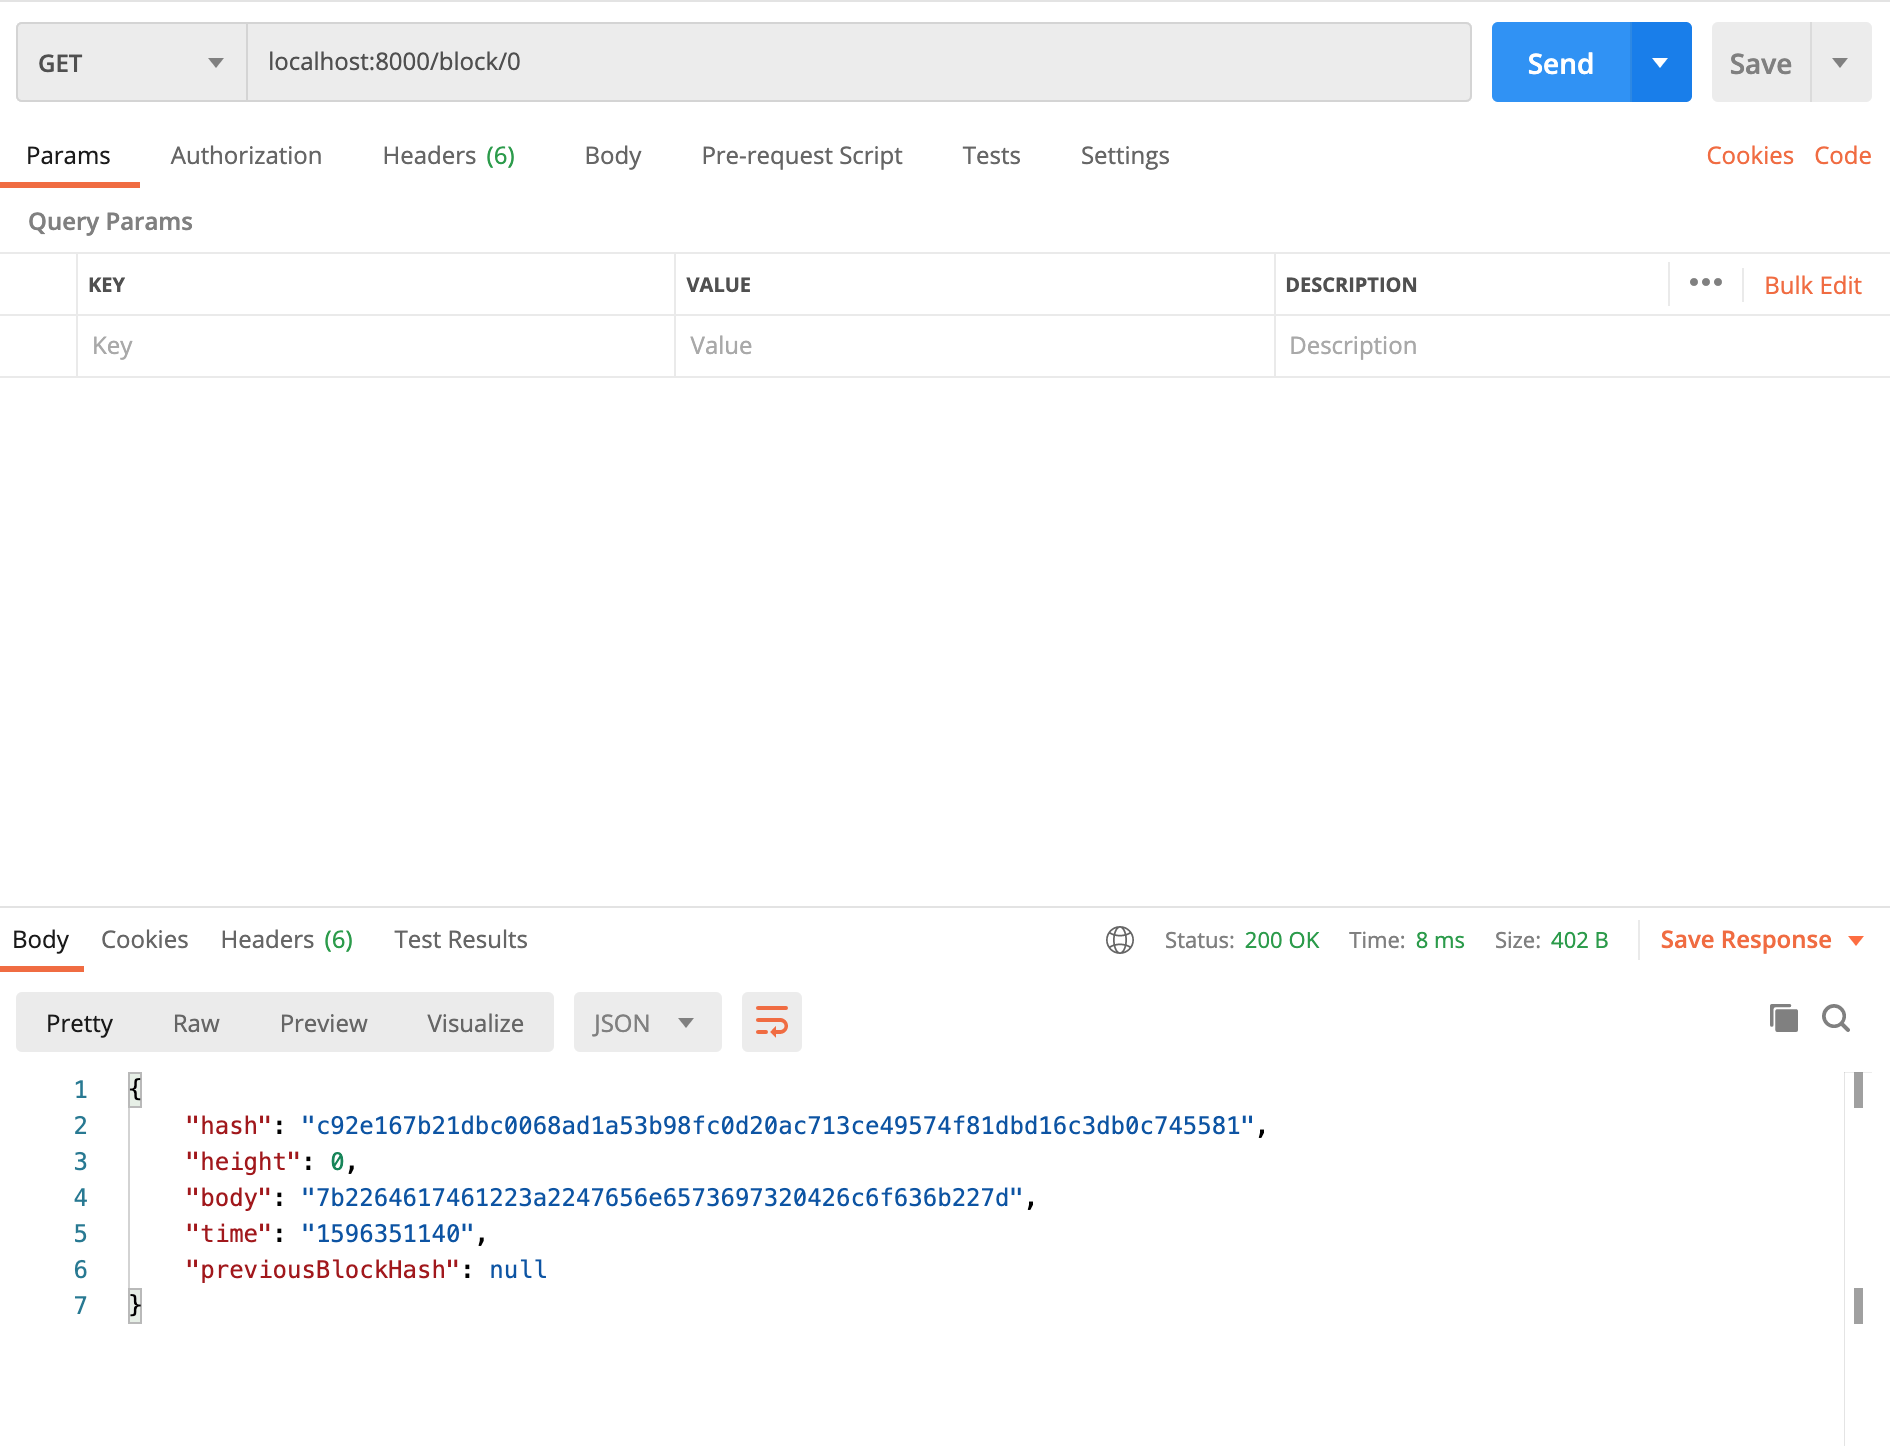 GET localhost:8000/block/0 Send Save
Params Authorization Headers (6) Body Pre-request Script Tests Settings Cookies Code
Query Params
KEY VALUE DESCRIPTION ••• Bulk Edit
Key Value Description
Body Cookies Headers (6) Test Results Status: 200 OK Time: 8 ms Size: 402 B Save Response
Pretty Raw Preview Visualize JSON
1 {
2 "hash": "c92e167b21dbc0068ad1a53b98fc0d20ac713ce49574f81dbd16c3db0c745581",
3 "height": 0,
4 "body": "7b2264617461223a2247656e6573697320426c6f636b227d",
5 "time": "1596351140",
6 "previousBlockHash": null
7 }